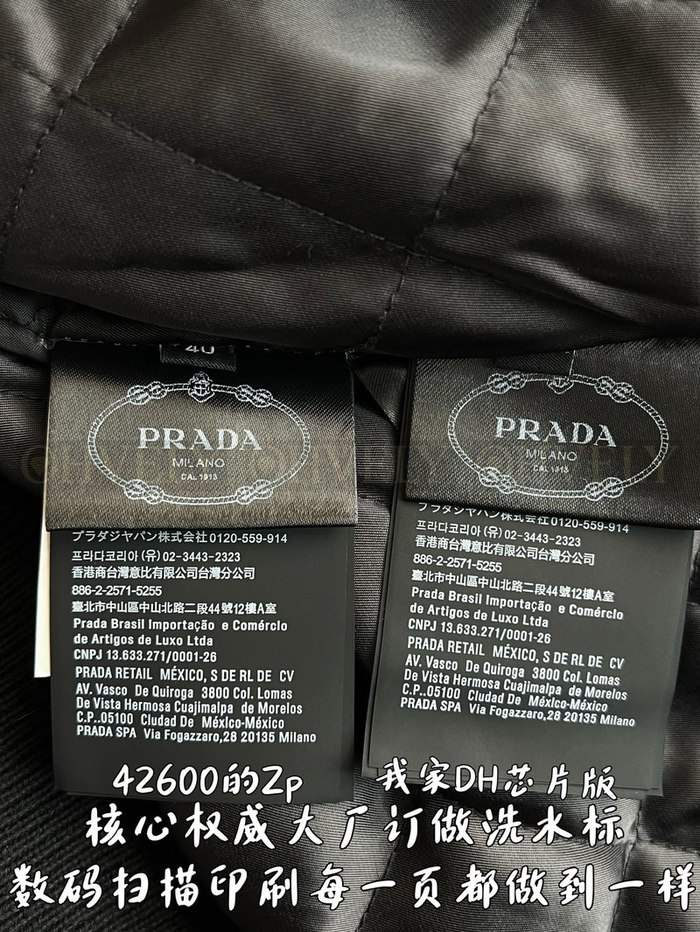 40
PRADA
MILANO
DAL 1913
プラダジャパン株式会社0120-559-914
프라다코리아 (유) 02-3443-2323
香港商台灣意比有限公司台灣分公司
886-2-2571-5255
臺北市中山區中山北路二段44號12樓A室
Prada Brasil Importação e Comércio
de Artigos de Luxo Ltda
CNPJ 13.633.271/0001-26
PRADA RETAIL MÉXICO, S DE RL DE CV
AV. Vasco De Quiroga 3800 Col. Lomas
De Vista Hermosa Cuajimalpa de Morelos
C.P..05100 Ciudad De México-México
PRADA SPA Via Fogazzaro,28 20135 Milano
PRADA
MILANO
DAL 1913
プラダジャパン株式会社0120-559-914
프라다코리아 (유) 02-3443-2323
香港商台灣意比有限公司台灣分公司
886-2-2571-5255
臺北市中山區中山北路二段44號12樓A室
Prada Brasil Importação e Comércio
de Artigos de Luxo Ltda
CNPJ 13.633.271/0001-26
PRADA RETAIL MÉXICO, S DE RL DE CV
AV. Vasco De Quiroga 3800 Col. Lomas
De Vista Hermosa Cuajimalpa de Morelos
C.P..05100 Ciudad De México-México
PRADA SPA Via Fogazzaro,28 20135 Milano
42600的Zp 我家DH芯片版
核心权威大厂订做洗水标
数码扫描印刷每一页都做到一样